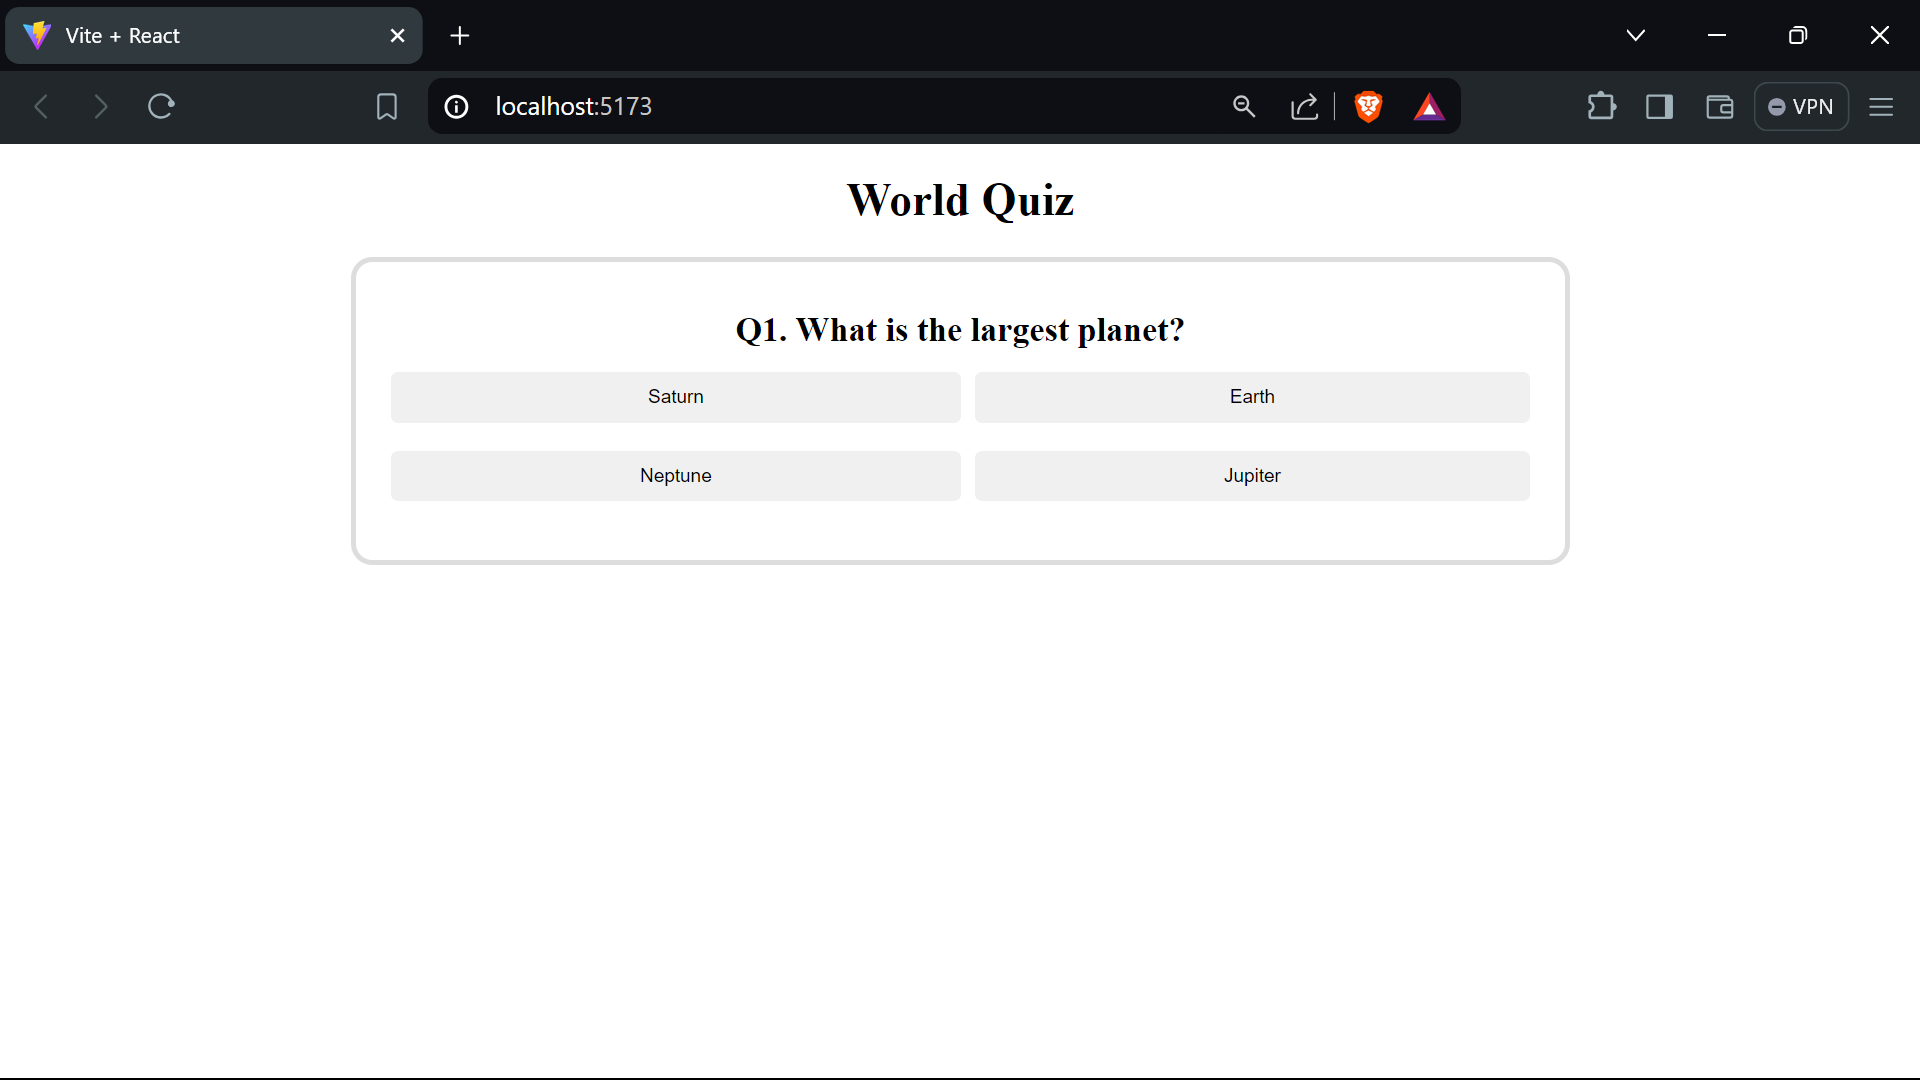 Vite + React
localhost:5173
VPN
World Quiz
Q1. What is the largest planet?
Saturn
Earth
Neptune
Jupiter